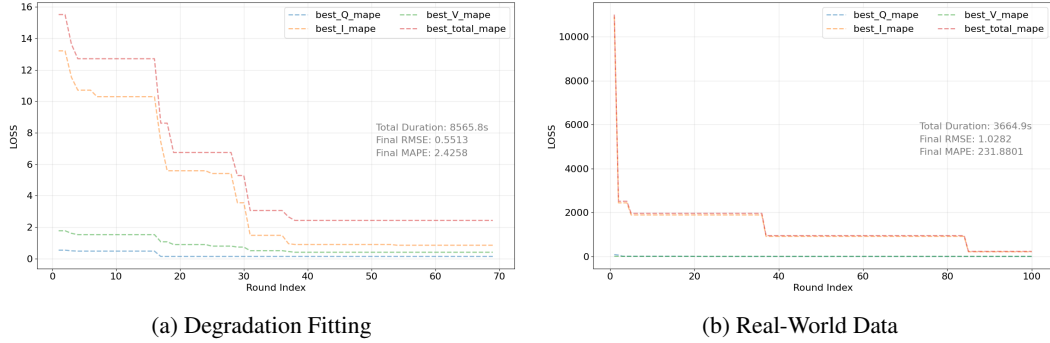 16
14
12
10
8
6
4
2
0
LOSS
0 10 20 30 40 50 60 70
Round Index
best_Q_mape best_V_mape
best_I_mape best_total_mape
Total Duration: 8565.8s
Final RMSE: 0.5513
Final MAPE: 2.4258
(a) Degradation Fitting
10000
8000
6000
4000
2000
0
LOSS
0 20 40 60 80 100
Round Index
best_Q_mape best_V_mape
best_I_mape best_total_mape
Total Duration: 3664.9s
Final RMSE: 1.0282
Final MAPE: 231.8801
(b) Real-World Data